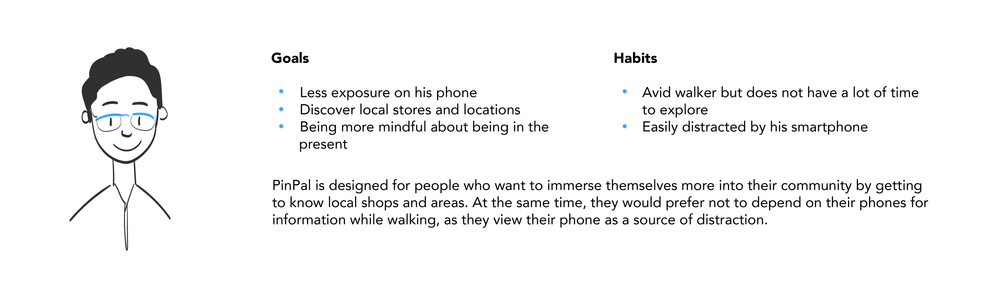 Goals
Less exposure on his phone
Discover local stores and locations
Being more mindful about being in the
present
Habits
Avid walker but does not have a lot of time
to explore
Easily distracted by his smartphone
PinPal is designed for people who want to immerse themselves more into their community by getting
to know local shops and areas. At the same time, they would prefer not to depend on their phones for
information while walking, as they view their phone as a source of distraction.